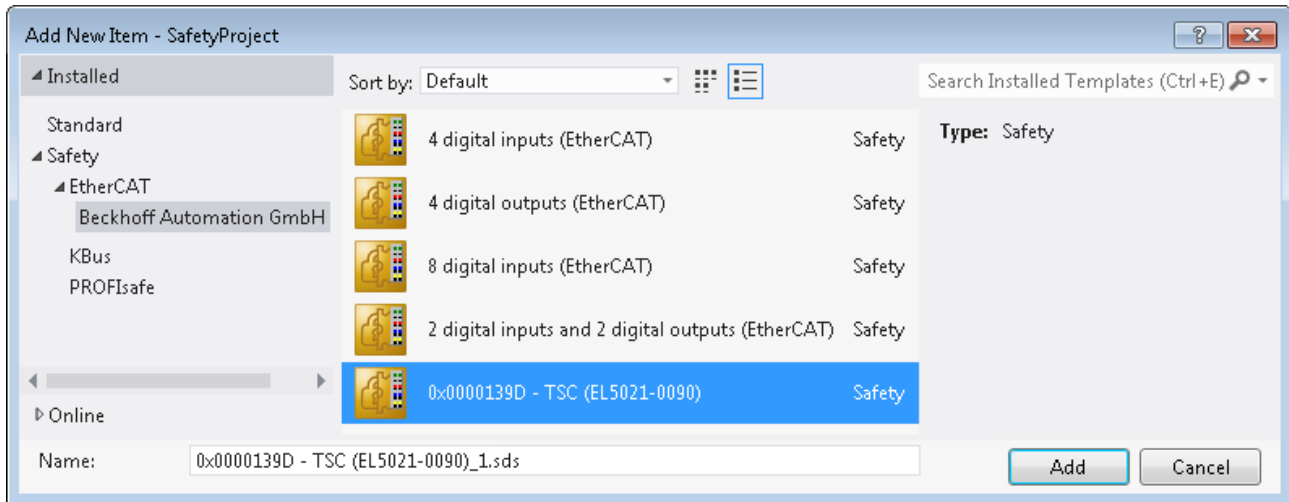 Add New Item - SafetyProject
Installed
Sort by: Default
Search Installed Templates (Ctrl+E)
Standard
Safety
EtherCAT
Beckhoff Automation GmbH
KBus
PROFIsafe
Online
4 digital inputs (EtherCAT) Safety
4 digital outputs (EtherCAT) Safety
8 digital inputs (EtherCAT) Safety
2 digital inputs and 2 digital outputs (EtherCAT) Safety
0x0000139D - TSC (EL5021-0090) Safety
Type: Safety
Name: 0x0000139D - TSC (EL5021-0090)_1.sds
Add Cancel